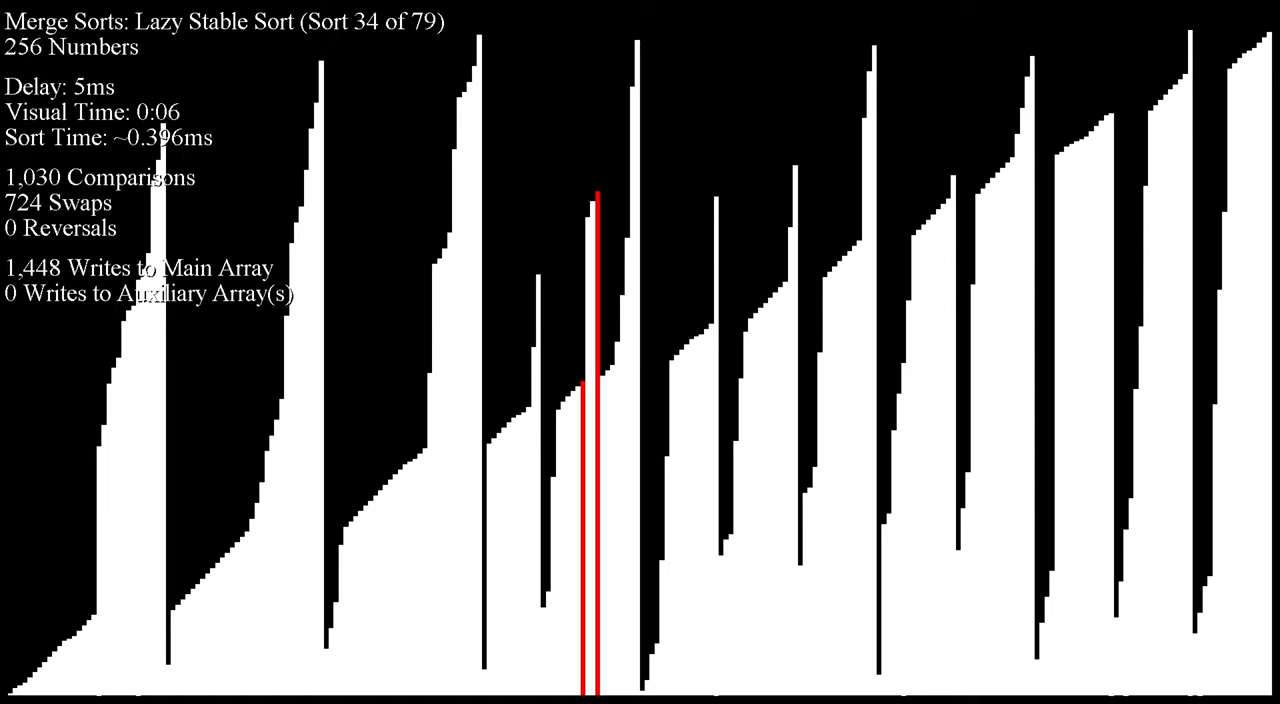 Merge Sorts: Lazy Stable Sort (Sort 34 of 79)
256 Numbers
Delay: 5ms
Visual Time: 0:06
Sort Time: ~0.396ms
1,030 Comparisons
724 Swaps
0 Reversals
1,448 Writes to Main Array
0 Writes to Auxiliary Array(s)